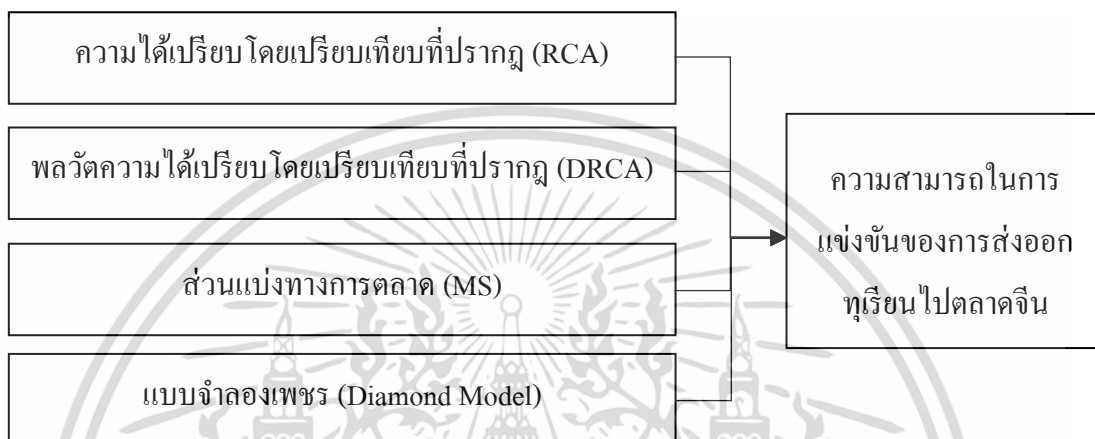 ความได้เปรียบโดยเปรียบเทียบที่ปรากฎ (RCA)
พลวัตความได้เปรียบโดยเปรียบเทียบที่ปรากฎ (DRCA)
ส่วนแบ่งทางการตลาด (MS)
แบบจำลองเพชร (Diamond Model)
ความสามารถในการ
แข่งขันของการส่งออก
ทุเรียนไปตลาดจีน